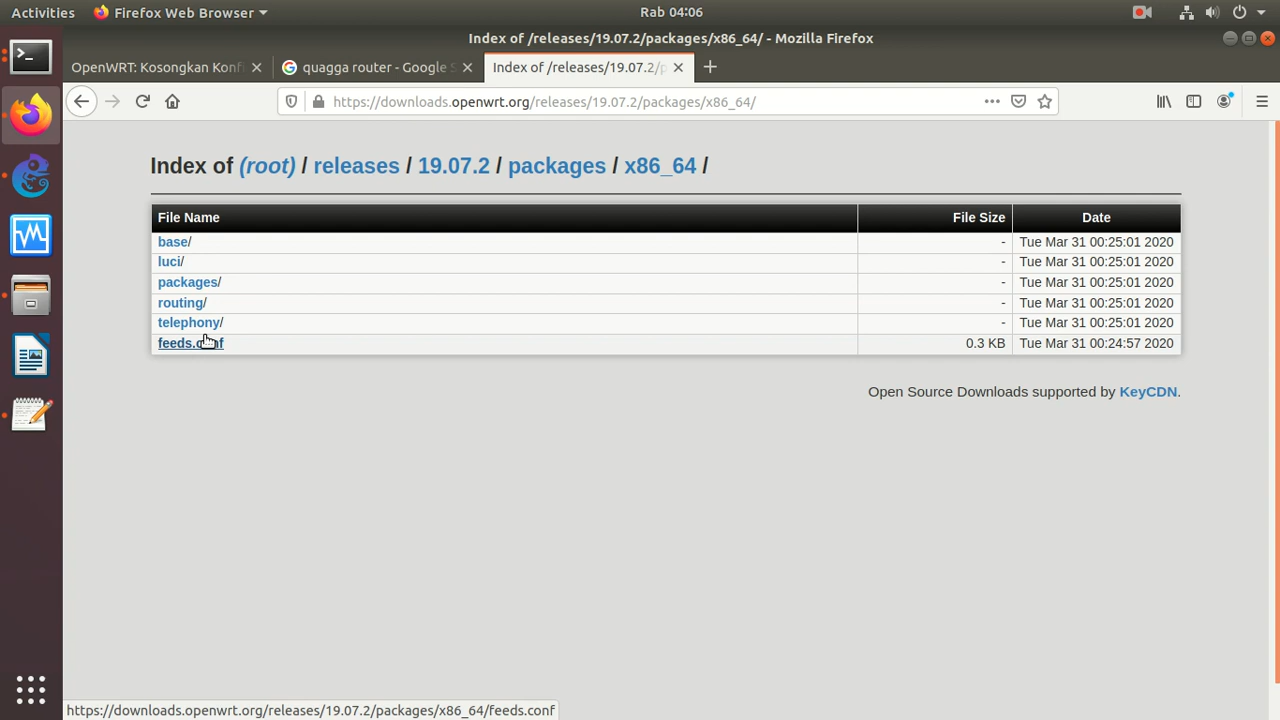 Activities Firefox Web Browser Rab 04:06
Index of /releases/19.07.2/packages/x86_64/ - Mozilla Firefox
OpenWRT: Kosongkan Konf quagga router - Google S Index of /releases/19.07.2/p
https://downloads.openwrt.org/releases/19.07.2/packages/x86_64/
Index of (root) / releases / 19.07.2 / packages / x86_64 /
File Name File Size Date
base/ - Tue Mar 31 00:25:01 2020
luci/ - Tue Mar 31 00:25:01 2020
packages/ - Tue Mar 31 00:25:01 2020
routing/ - Tue Mar 31 00:25:01 2020
telephony/ - Tue Mar 31 00:25:01 2020
feeds.conf 0.3 KB Tue Mar 31 00:24:57 2020
Open Source Downloads supported by KeyCDN.
https://downloads.openwrt.org/releases/19.07.2/packages/x86_64/feeds.conf